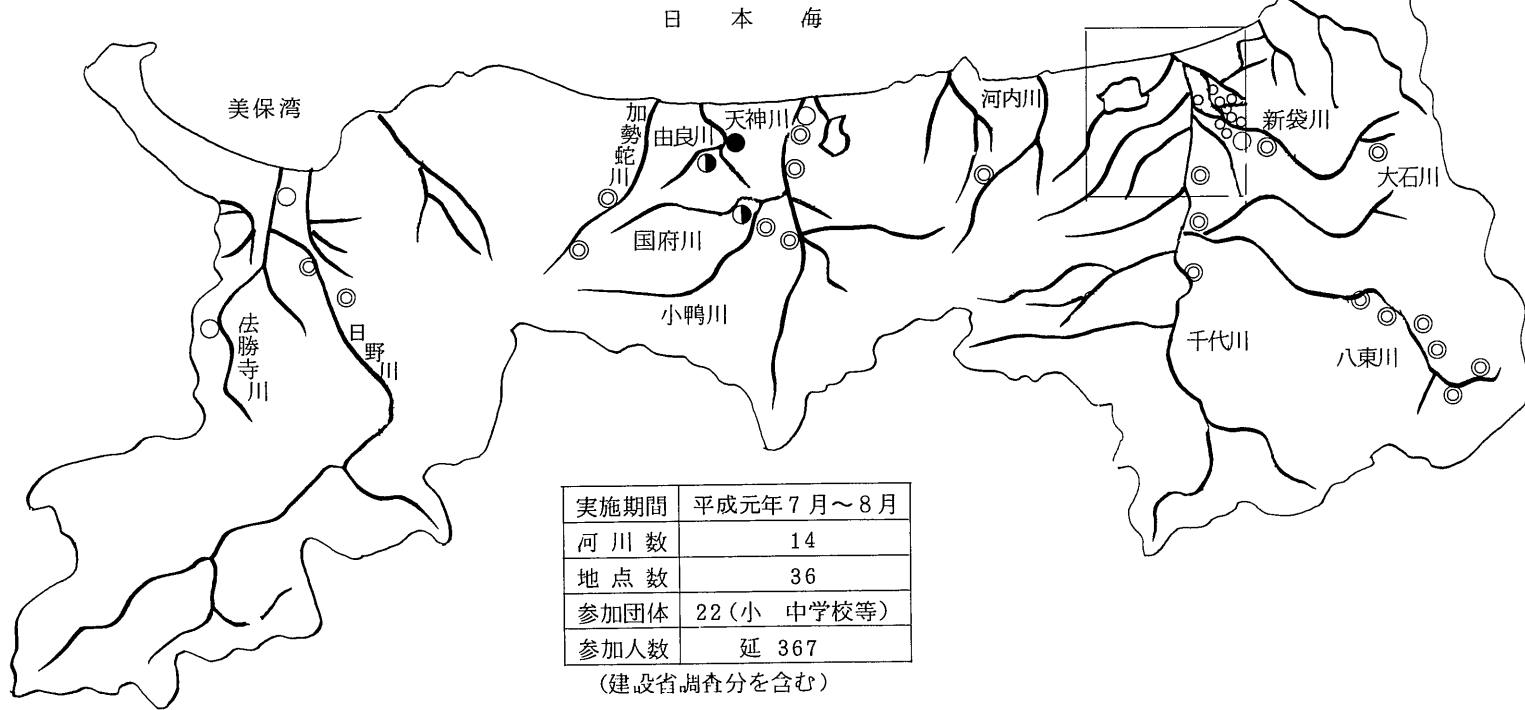 日本海
美保湾
加勢蛇川
由良川
天神川
河内川
新袋川
大石川
国府川
小鴨川
法勝寺川
日野川
千代川
八東川
実施期間 平成元年7月~8月
河川数 14
地点数 36
参加団体 22(小 中学校等)
参加人数 延 367
(建設省調査分を含む)